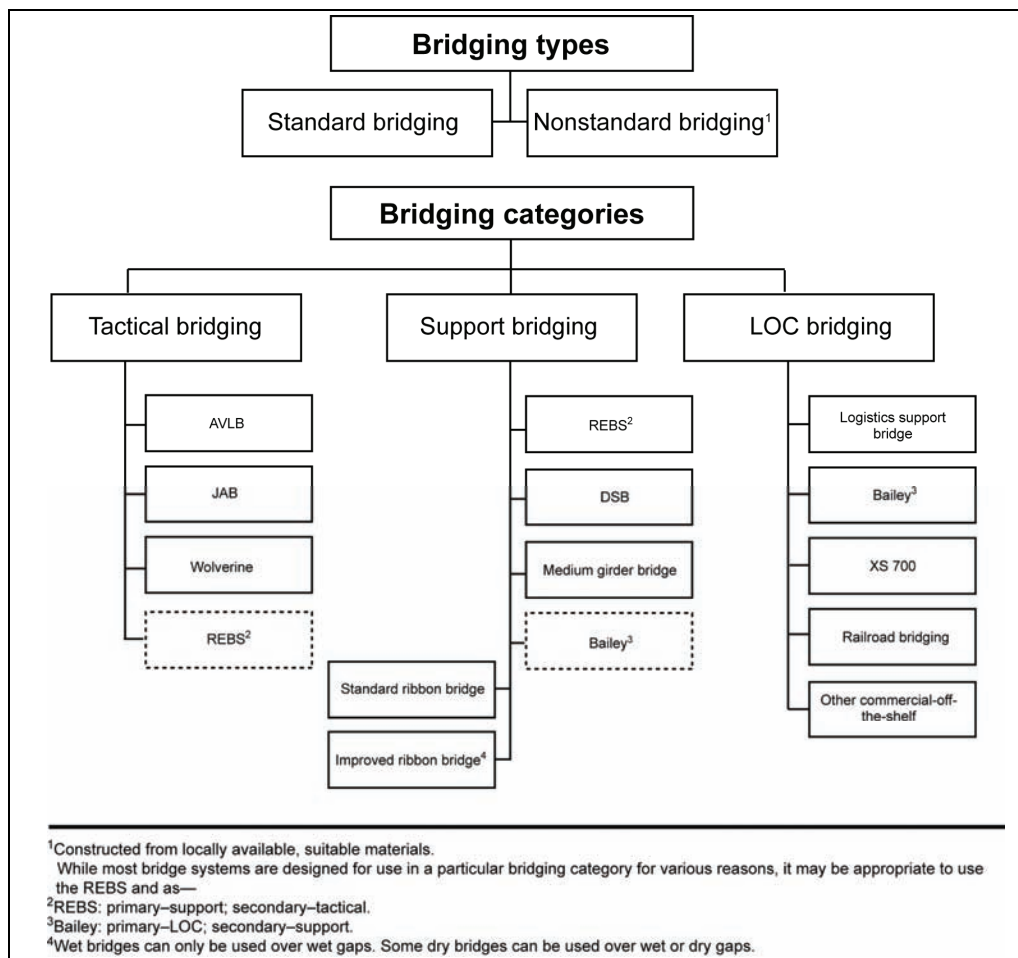 Bridging types
Standard bridging
Nonstandard bridging¹
Bridging categories
Tactical bridging
Support bridging
LOC bridging
AVLB
JAB
Wolverine
REBS²
REBS²
DSB
Medium girder bridge
Bailey³
Standard ribbon bridge
Improved ribbon bridge⁴
Logistics support
bridge
Bailey³
XS 700
Railroad bridging
Other commercial-off-
the-shelf
¹Constructed from locally available, suitable materials.
While most bridge systems are designed for use in a particular bridging category for various reasons, it may be appropriate to use
the REBS and as—
²REBS: primary–support; secondary–tactical.
³Bailey: primary–LOC; secondary–support.
⁴Wet bridges can only be used over wet gaps. Some dry bridges can be used over wet or dry gaps.